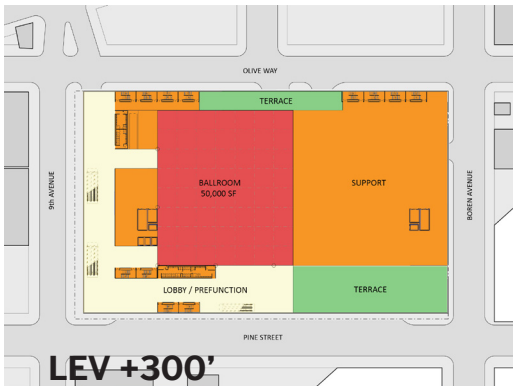 OLIVE WAY
TERRACE
9th AVENUE
BALLROOM
50,000 SF
SUPPORT
BOREN AVENUE
LOBBY / PREFUNCTION
TERRACE
PINE STREET
LEV +300’